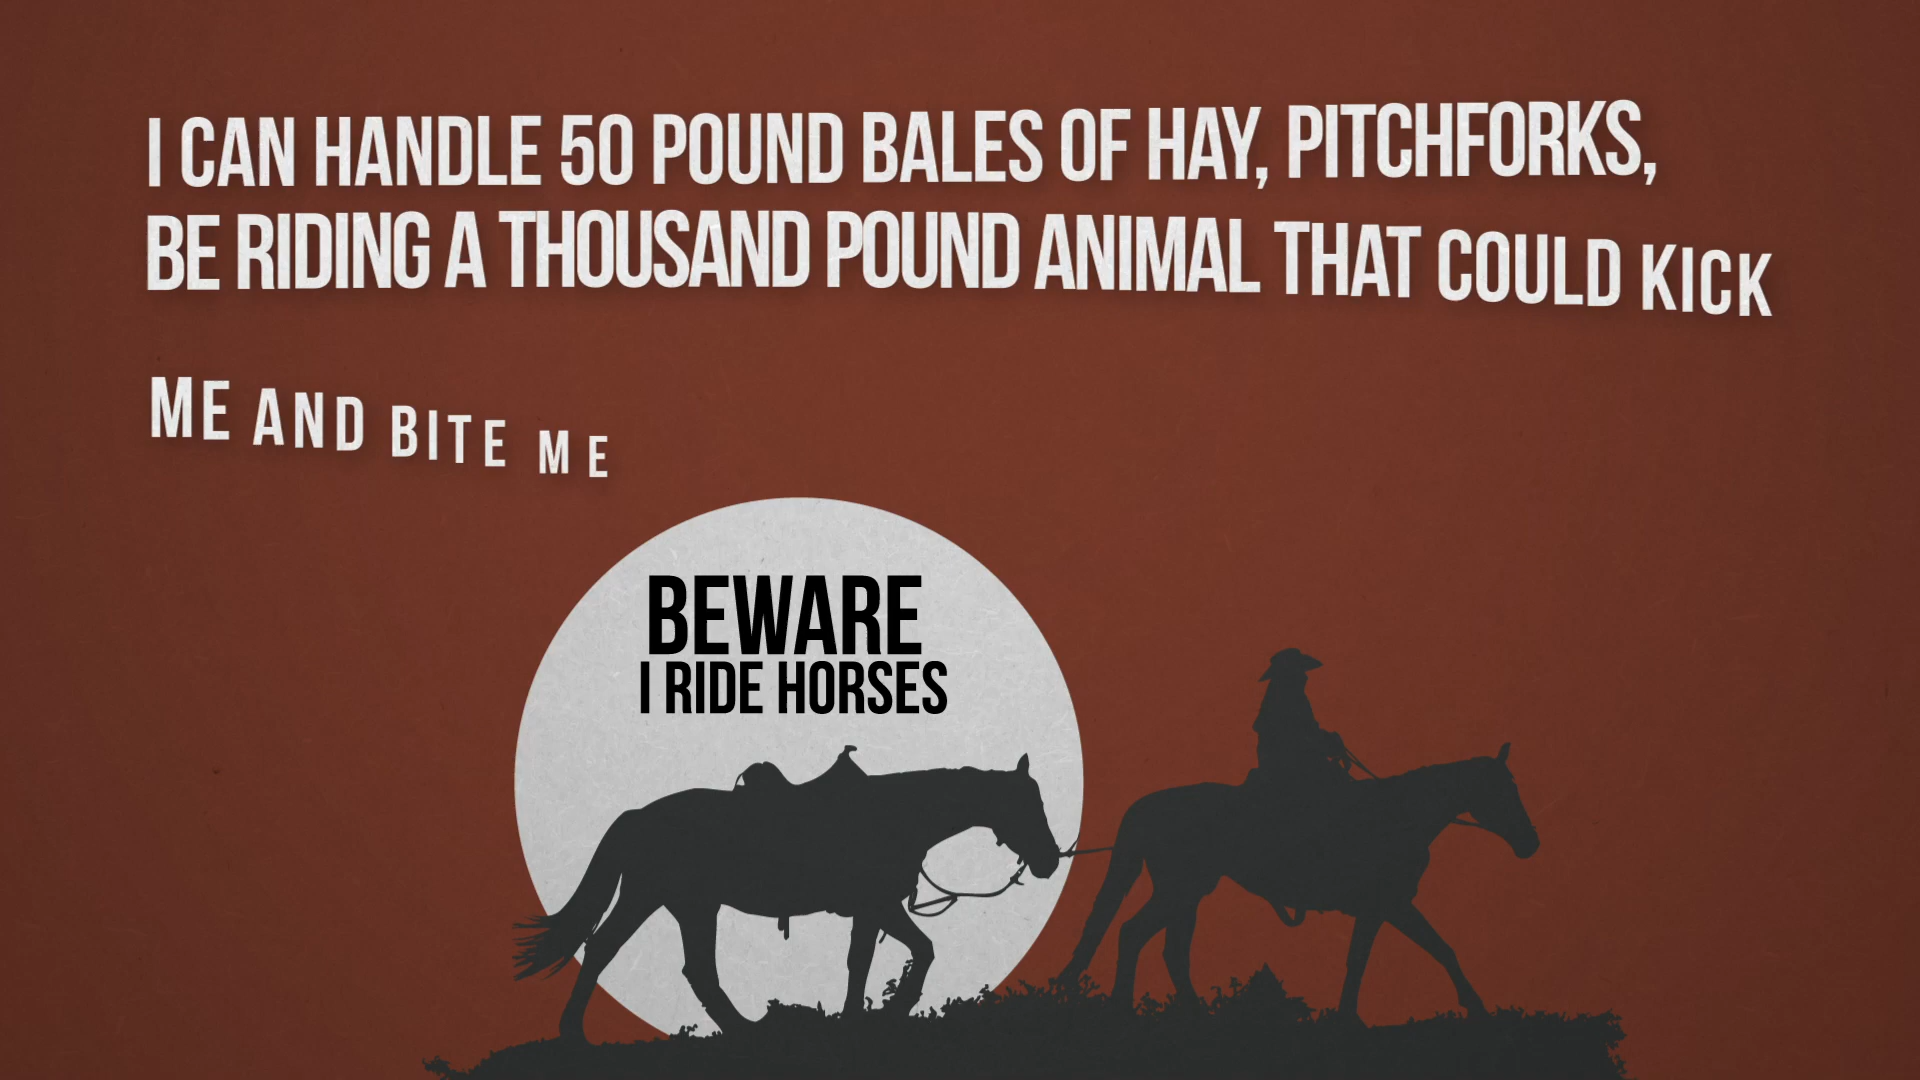 I CAN HANDLE 50 POUND BALES OF HAY, PITCHFORKS,
BE RIDING A THOUSAND POUND ANIMAL THAT COULD KICK
ME AND BITE ME
BEWARE
I RIDE HORSES